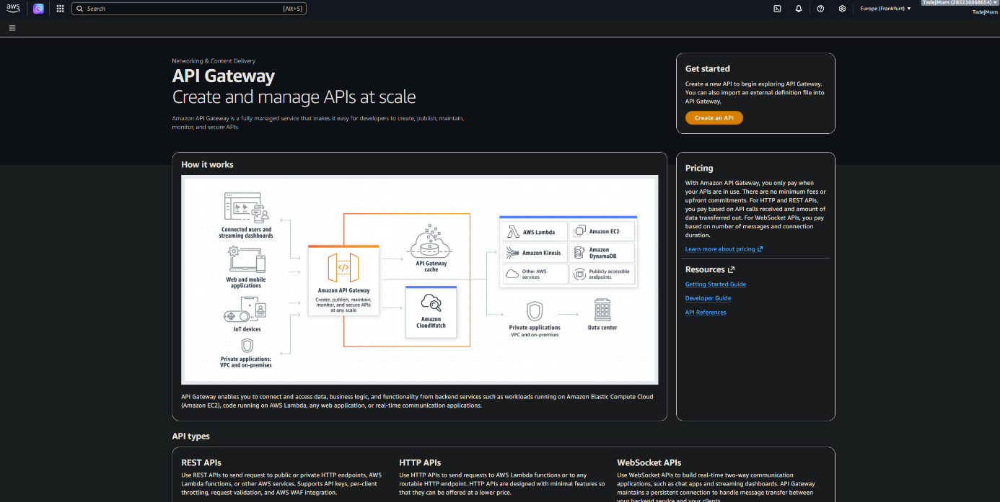 aws
Search
[Alt+S]
Europe (Frankfurt)
TadejMurn (283236068654)
TadejMurn
Networking & Content Delivery
API Gateway
Create and manage APIs at scale
Amazon API Gateway is a fully managed service that makes it easy for developers to create, publish, maintain,
monitor, and secure APIs.
Get started
Create a new API to begin exploring API Gateway.
You can also import an external definition file into
API Gateway.
Create an API
How it works
Connected users and
streaming dashboards
Web and mobile
applications
IoT devices
Private applications:
VPC and on-premises
Amazon API Gateway
Create, publish, maintain,
monitor, and secure APIs
at any scale
API Gateway
cache
Amazon
CloudWatch
AWS Lambda
Amazon EC2
Amazon Kinesis
Amazon
DynamoDB
Other AWS
services
Publicly accessible
endpoints
Private applications
VPC and on-premises
Data center
API Gateway enables you to connect and access data, business logic, and functionality from backend services such as workloads running on Amazon Elastic Compute Cloud
(Amazon EC2), code running on AWS Lambda, any web application, or real-time communication applications.
Pricing
With Amazon API Gateway, you only pay when
your APIs are in use. There are no minimum fees or
upfront commitments. For HTTP and REST APIs,
you pay based on API calls received and amount of
data transferred out. For WebSocket APIs, you pay
based on number of messages and connection
duration.
Learn more about pricing
Resources
Getting Started Guide
Developer Guide
API References
API types
REST APIs
Use REST APIs to send request to public or private HTTP endpoints, AWS
Lambda functions, or other AWS services. Supports API keys, per-client
throttling, request validation, and AWS WAF integration.
HTTP APIs
Use HTTP APIs to send requests to AWS Lambda functions or to any
routable HTTP endpoint. HTTP APIs are designed with minimal features so
that they can be offered at a lower price.
WebSocket APIs
Use WebSocket APIs to build real-time two-way communication
applications, such as chat apps and streaming dashboards. API Gateway
maintains a persistent connection to handle message transfer between
your backend service and your clients.